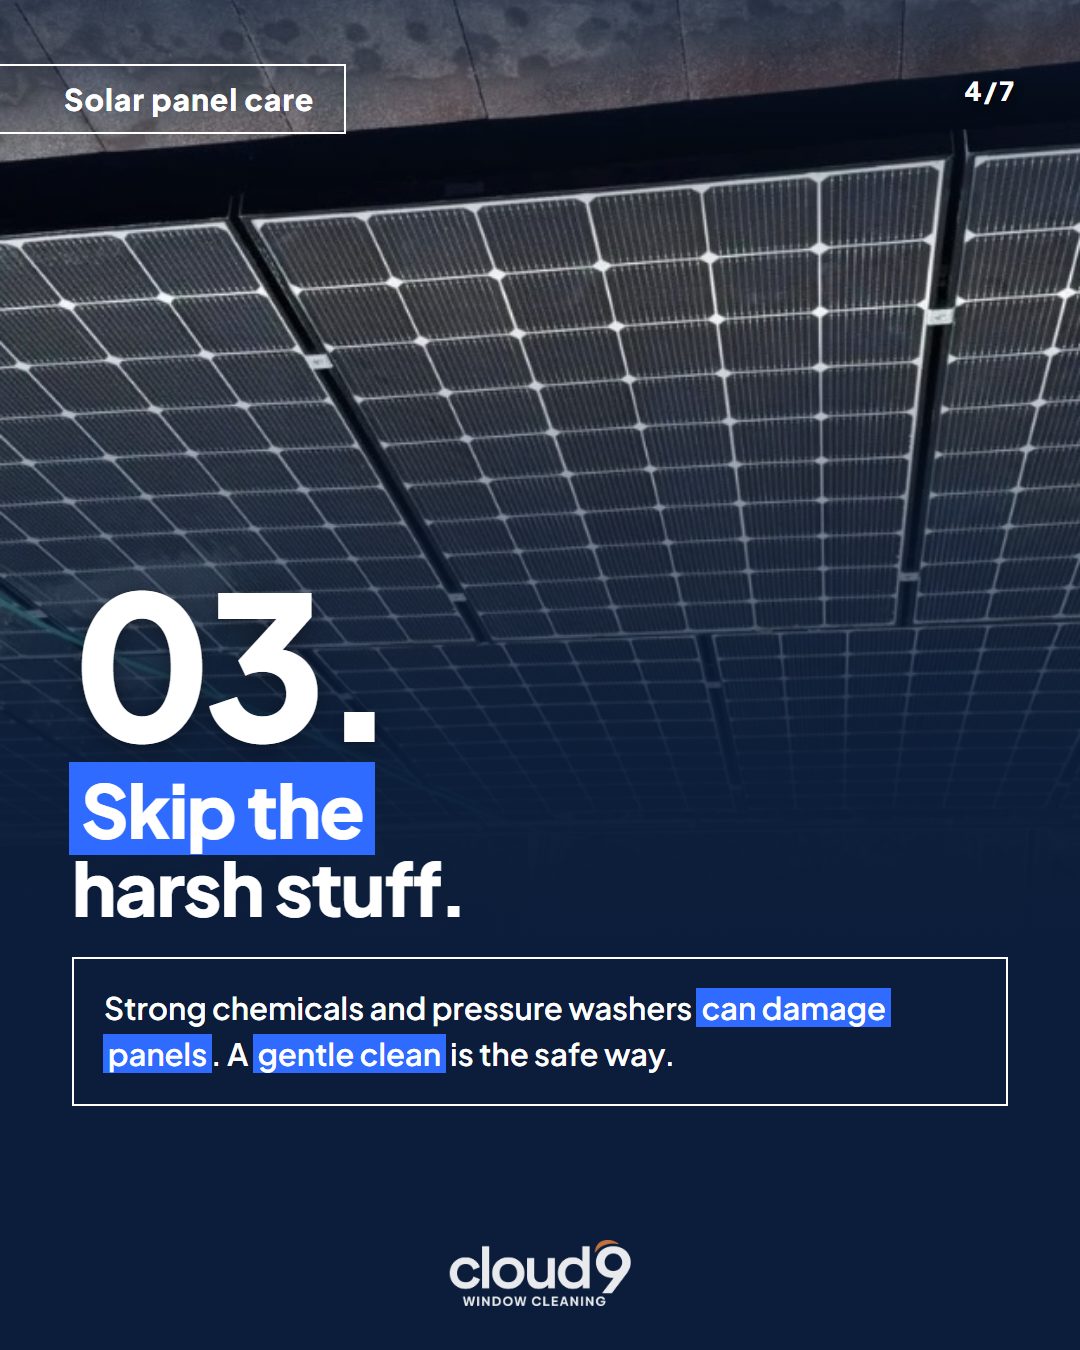 Solar panel care
4/7
03.
Skip the
harsh stuff.
Strong chemicals and pressure washers can damage
panels. A gentle clean is the safe way.
cloud9
WINDOW CLEANING